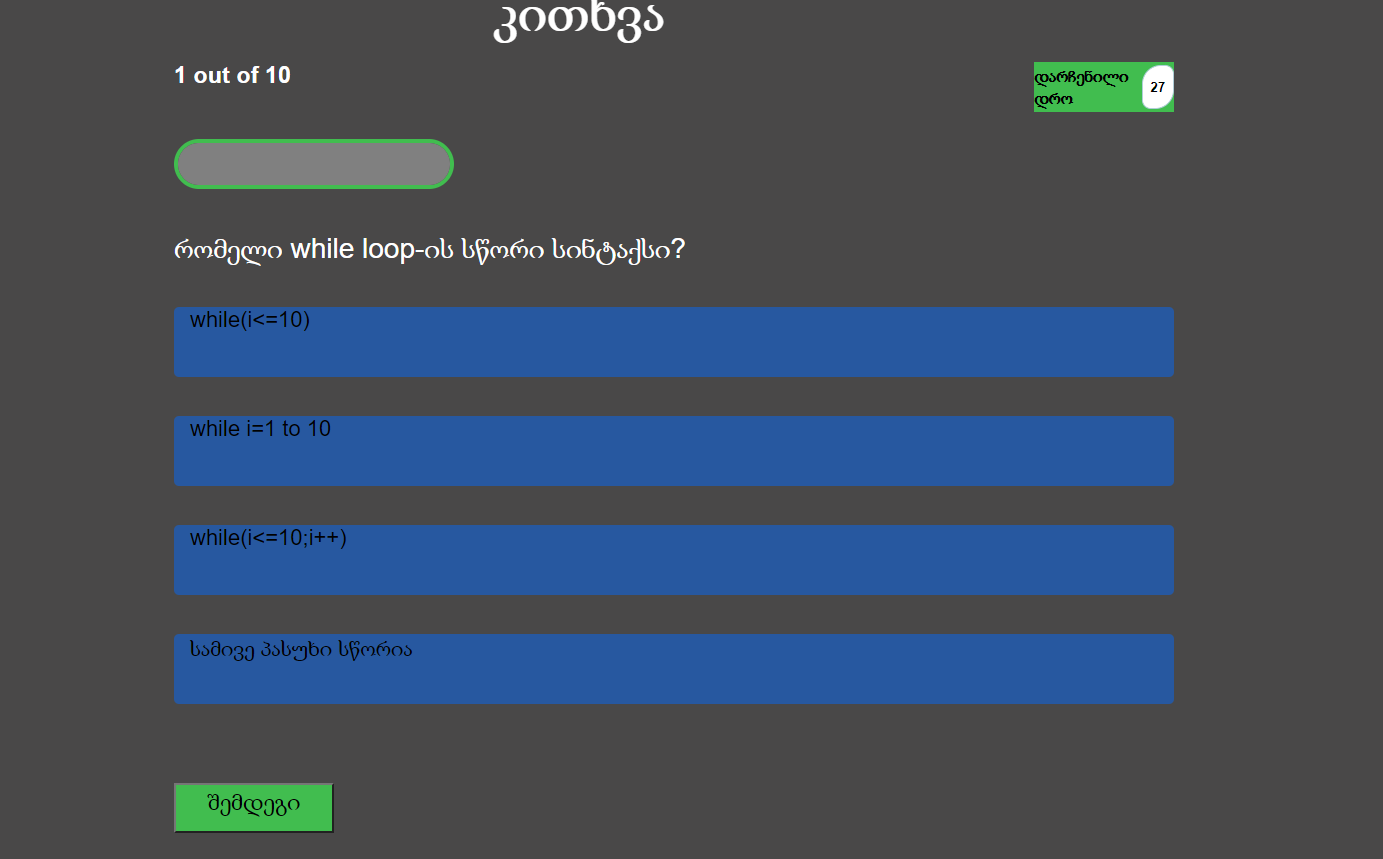 კითხვა
1 out of 10
დარჩენილი
დრო
27
რომელი while loop-ის სწორი სინტაქსი?
while(i<=10)
while i=1 to 10
while(i<=10;i++)
სამივე პასუხი სწორია
შემდეგი